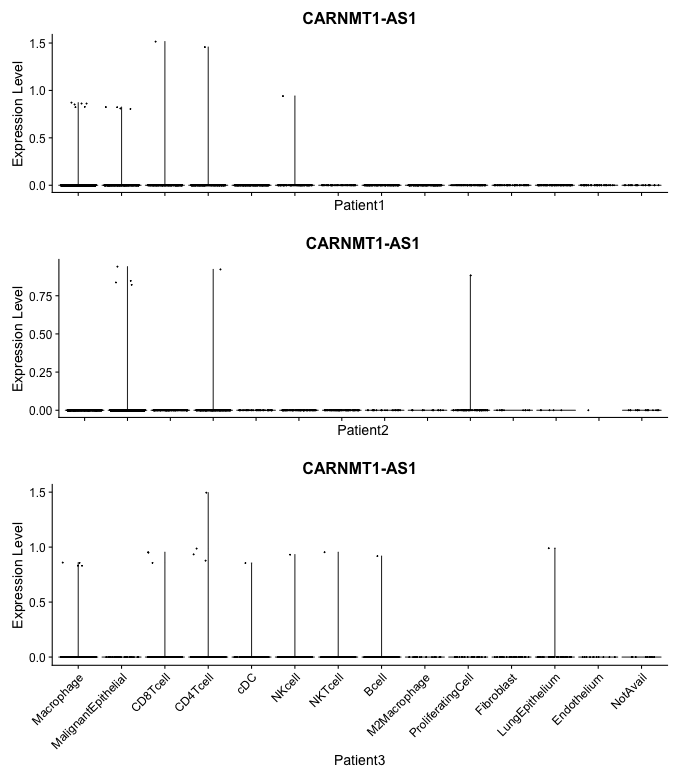 CARNMT1-AS1
Expression Level
1.5
1.0
0.5
0.0
Patient1
CARNMT1-AS1
Expression Level
0.75
0.50
0.25
0.00
Patient2
CARNMT1-AS1
Expression Level
1.5
1.0
0.5
0.0
Macrophage
MalignantEpithelial
CD8Tcell
CD4Tcell
cDC
NKcell
NKTcell
Bcell
M2Macrophage
ProliferatingCell
Fibroblast
LungEpithelium
Endothelium
NotAvail
Patient3